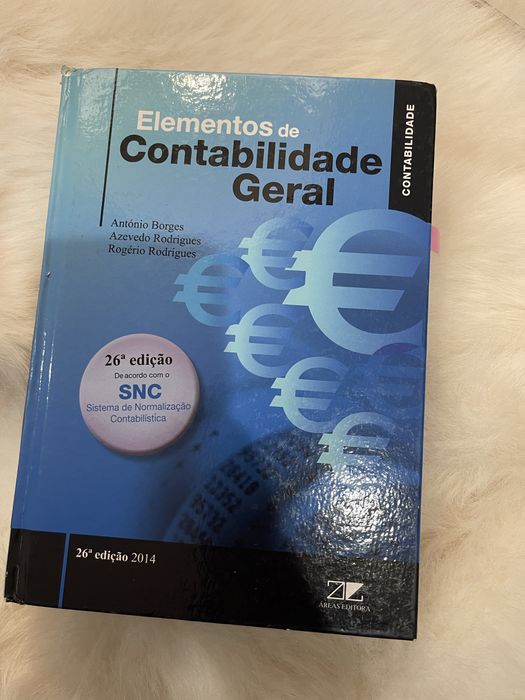 Elementos de
Contabilidade
Geral
CONTABILIDADE
António Borges
Azevedo Rodrigues
Rogério Rodrigues
26ª edição
De acordo com o
SNC
Sistema de Normalização
Contabilística
26ª edição 2014
ÁREAS EDITORA